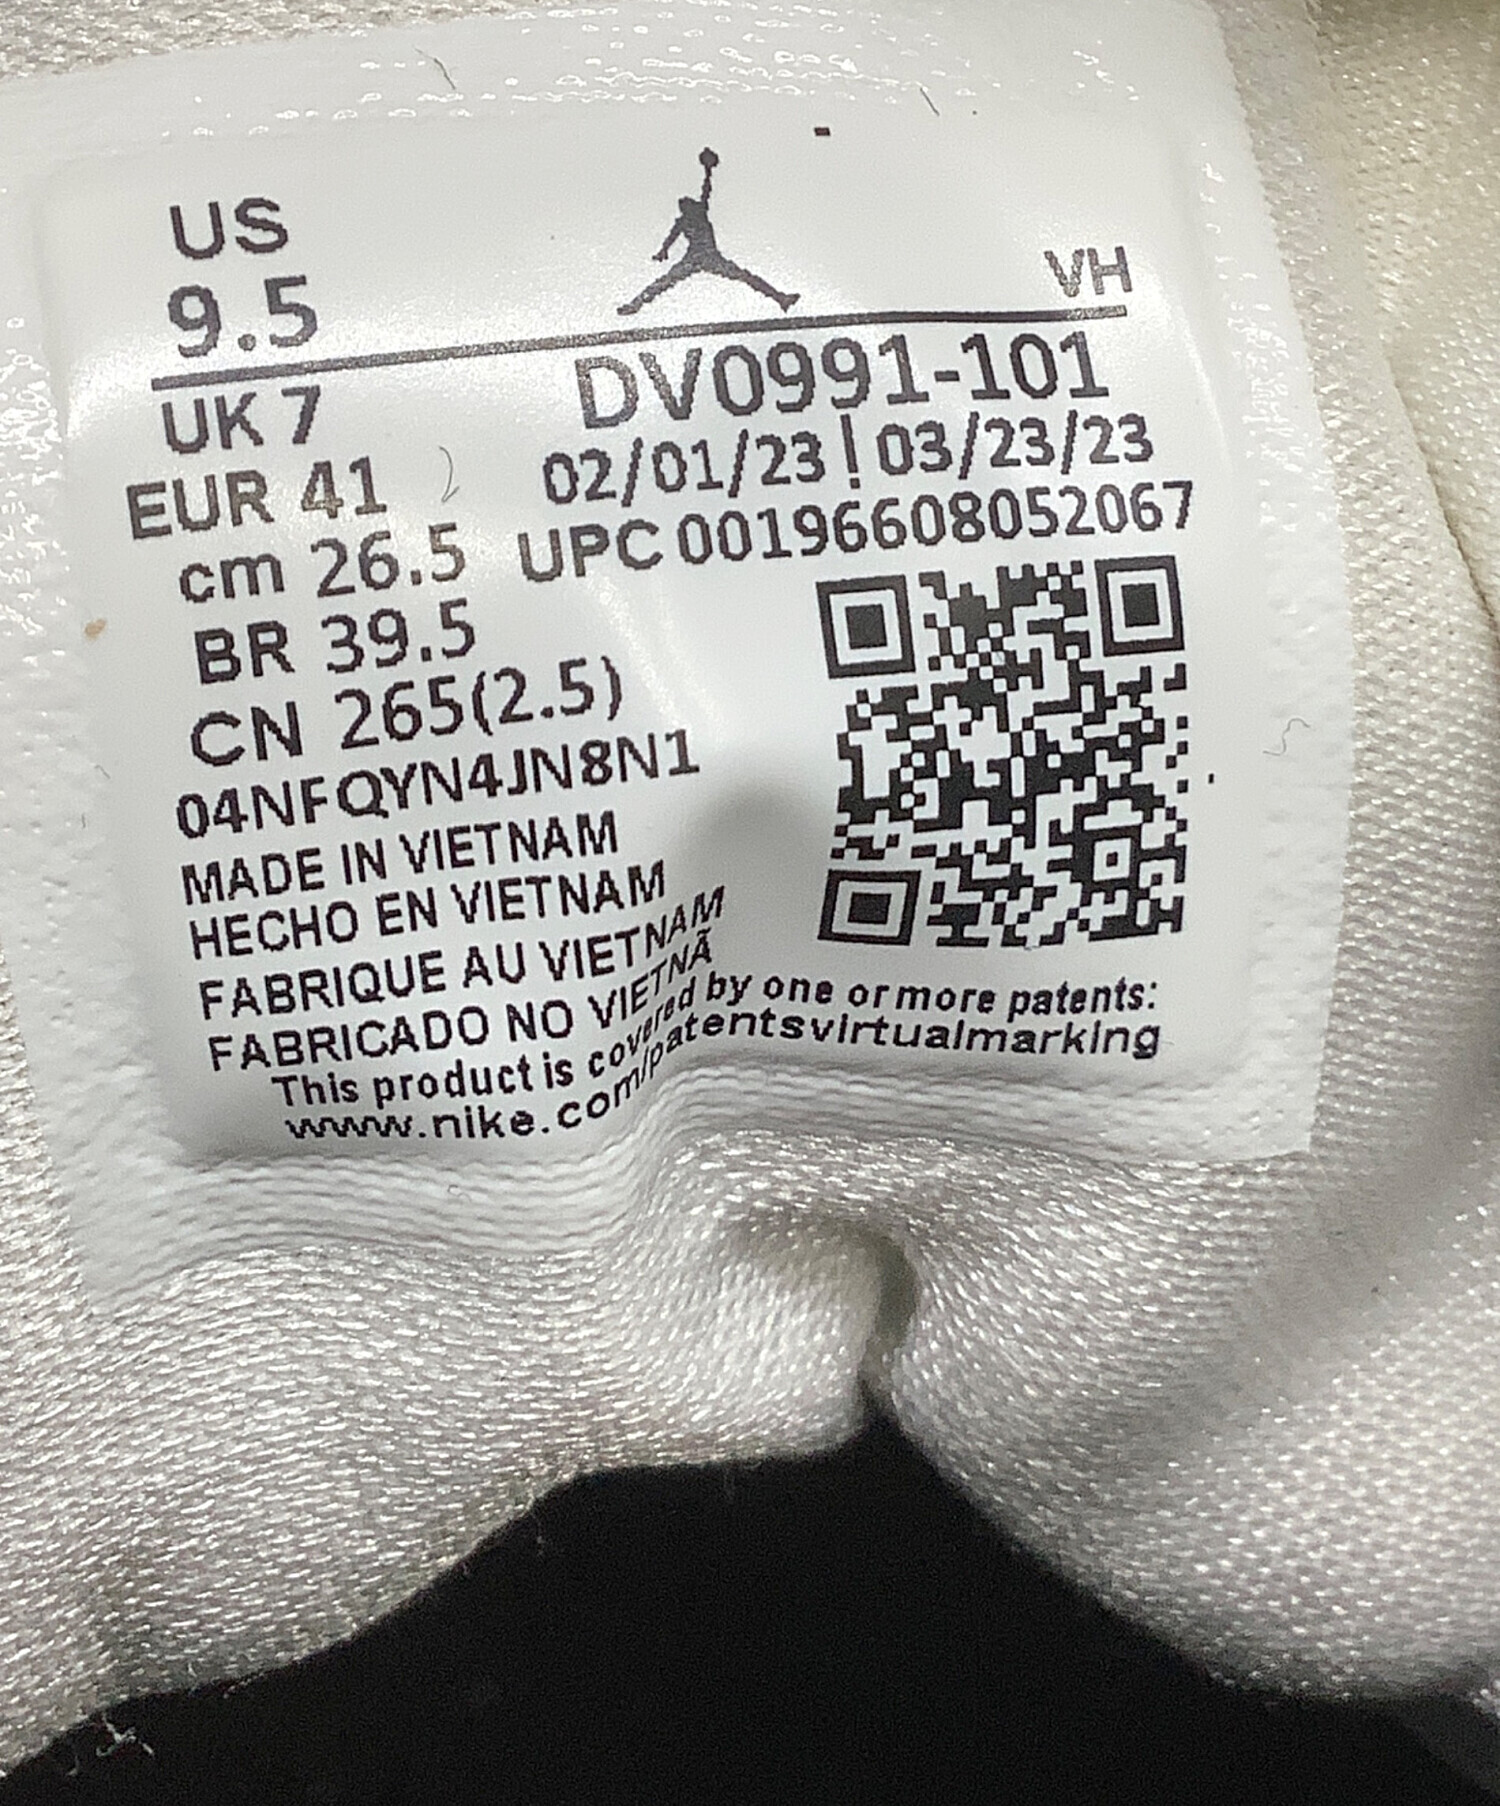 US
9.5
VH
UK 7
DV0991-101
EUR 41
02/01/23 | 03/23/23
cm 26.5
UPC 00196608052067
BR 39.5
CN 265(2.5)
04NFQYN4JN8N1
MADE IN VIETNAM
HECHO EN VIETNAM
FABRIQUE AU VIETNAM
FABRICADO NO VIETNÃ
This product is covered by one or more patents:
www.nike.com/patentsvirtualmarking